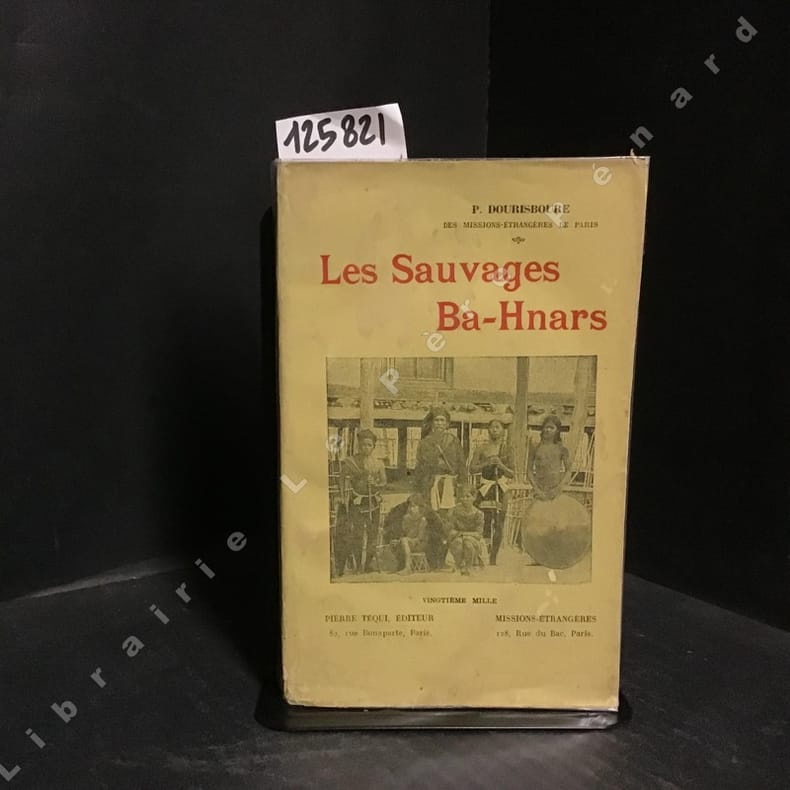 125821
P. DOURISBOURE
DES MISSIONS-ÉTRANGÈRES DE PARIS
Les Sauvages
Ba-Hnars
VINGTIÈME MILLE
PIERRE TÉQUI, ÉDITEUR
82, rue Bonaparte, Paris.
MISSIONS-ÉTRANGÈRES
128, Rue du Bac, Paris.
Librairie Le Père Pénard